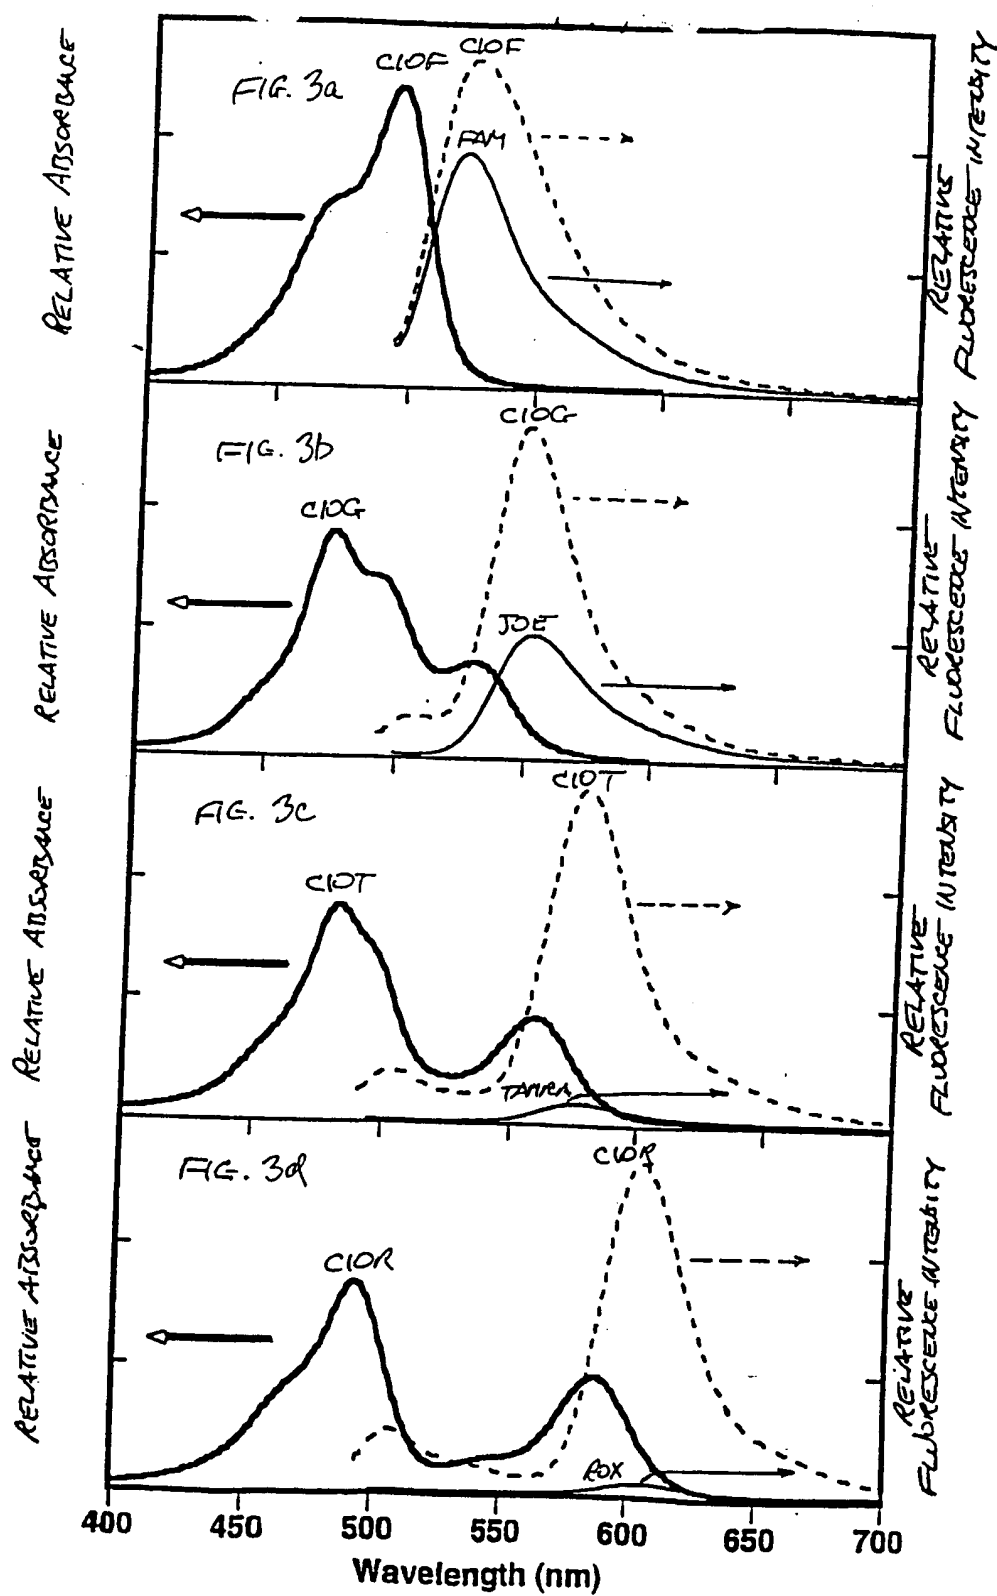 C10F
C10F
FIG. 3a
FAM
RELATIVE ABSORBANCE
RELATIVE
FLUORESCENCE INTENSITY
C10G
FIG. 3b
C10G
JOE
RELATIVE ABSORBANCE
RELATIVE
FLUORESCENCE INTENSITY
C10T
FIG. 3c
C10T
TAMRA
RELATIVE ABSORBANCE
RELATIVE
FLUORESCENCE INTENSITY
C10R
FIG. 3d
C10R
ROX
RELATIVE ABSORBANCE
RELATIVE
FLUORESCENCE INTENSITY
400 450 500 550 600 650 700
Wavelength (nm)